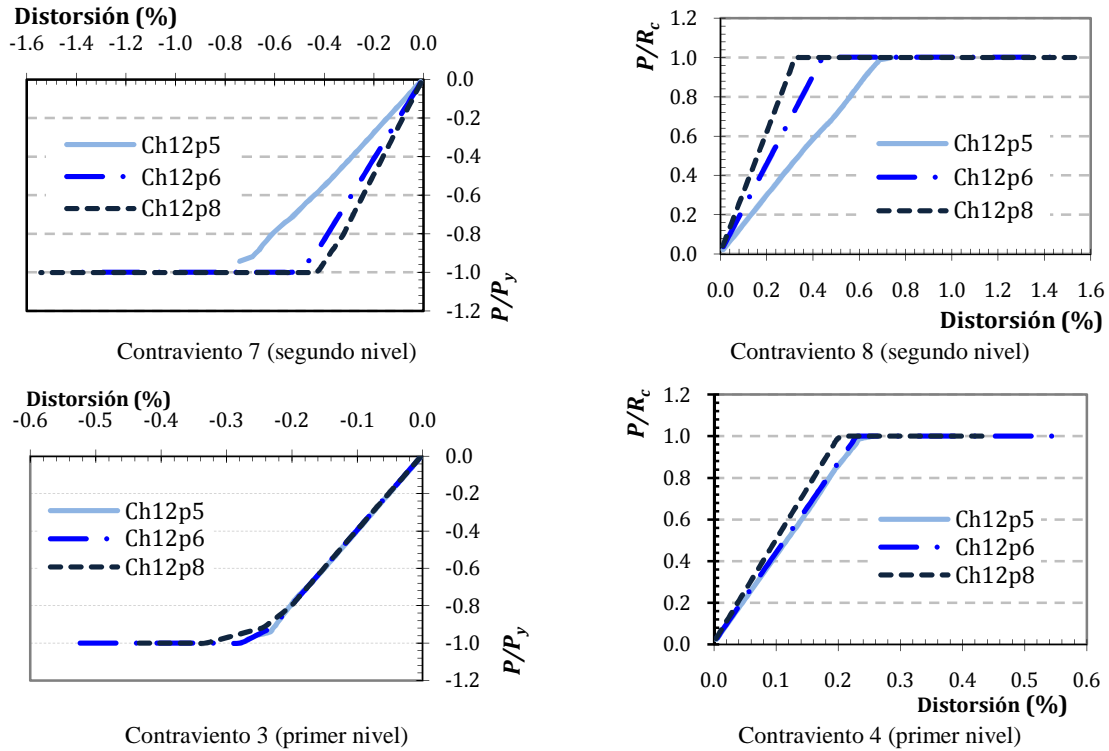 Distorsión (%)
-1.6 -1.4 -1.2 -1.0 -0.8 -0.6 -0.4 -0.2 0.0
0.0
-0.2
-0.4
-0.6
-0.8
-1.0
-1.2
P/Py
Ch12p5
Ch12p6
Ch12p8
Contraviento 7 (segundo nivel)
P/Rc
1.2
1.0
0.8
0.6
0.4
0.2
0.0
Ch12p5
Ch12p6
Ch12p8
0.0 0.2 0.4 0.6 0.8 1.0 1.2 1.4 1.6
Distorsión (%)
Contraviento 8 (segundo nivel)
Distorsión (%)
-0.6 -0.5 -0.4 -0.3 -0.2 -0.1 0.0
0.0
-0.2
-0.4
-0.6
-0.8
-1.0
-1.2
P/Py
Ch12p5
Ch12p6
Ch12p8
Contraviento 3 (primer nivel)
P/Rc
1.2
1.0
0.8
0.6
0.4
0.2
0.0
Ch12p5
Ch12p6
Ch12p8
0.0 0.1 0.2 0.3 0.4 0.5 0.6
Distorsión (%)
Contraviento 4 (primer nivel)